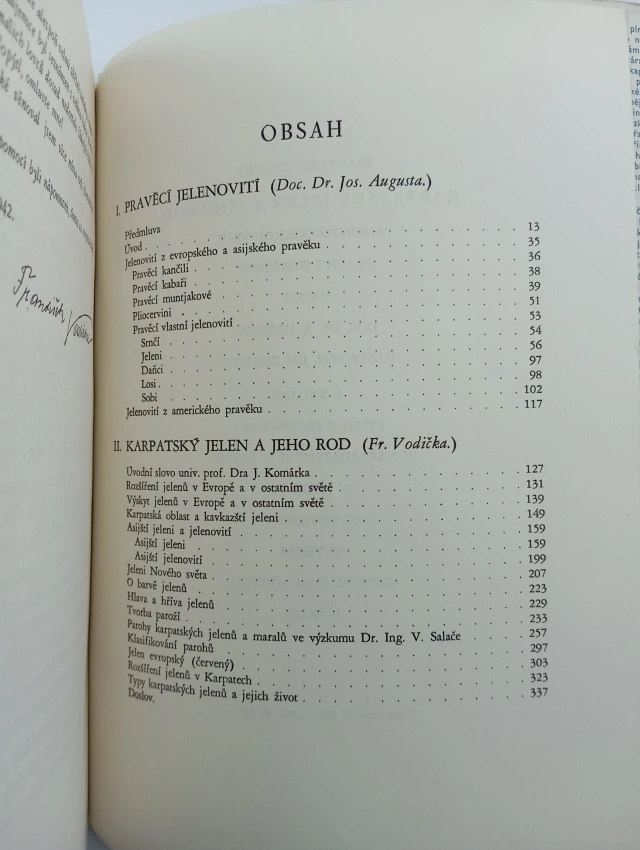 942.
František Vodička
OBSAH
I. PRAVĚCÍ JELENOVITÍ (Doc. Dr. Jos. Augusta.)
Předmluva
Úvod . . . 13
Jelenovití z evropského a asijského pravěku . . . 35
Pravěcí kančili . . . 36
Pravěcí kabaři . . . 38
Pravěcí muntjakové . . . 39
Pliocervini . . . 51
Pravěcí vlastní jelenovití . . . 53
Srnčí . . . 54
Jeleni . . . 56
Daňci . . . 97
Losi . . . 98
Sobi . . . 102
Jelenovití z amerického pravěku . . . 117
II. KARPATSKÝ JELEN A JEHO ROD (Fr. Vodička.)
Úvodní slovo univ. prof. Dra J. Komárka . . . 127
Rozšíření jelenů v Evropě a v ostatním světě . . . 131
Výskyt jelenů v Evropě a v ostatním světě . . . 139
Karpatská oblast a kavkazští jeleni . . . 149
Asijští jeleni a jelenovití . . . 159
Asijští jeleni . . . 159
Asijští jelenovití . . . 199
Jeleni Nového světa . . . 207
O barvě jelenů . . . 223
Hlava a hříva jelenů . . . 229
Tvorba paroží . . . 233
Parohy karpatských jelenů a maralů ve výzkumu Dr. Ing. V. Salače . . . 257
Klasifikování parohů . . . 297
Jelen evropský (červený) . . . 303
Rozšíření jelenů v Karpatech . . . 323
Typy karpatských jelenů a jejich život . . . 337
Doslov.